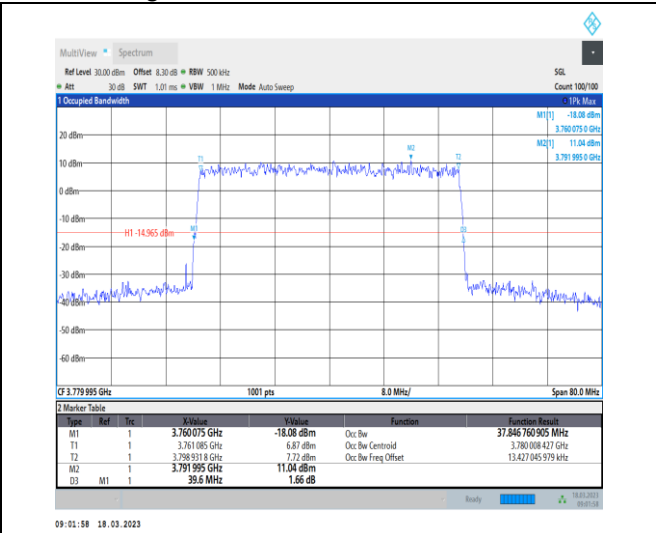 MultiView Spectrum
Ref Level 30.00 dBm Offset 8.30 dB RBW 500 kHz SGL
Att 30 dB SWT 1.01 ms VBW 1 MHz Mode Auto Sweep Count 100/100
1 Occupied Bandwidth 1Pk Max
M1[1] -18.08 dBm
3.760 075 0 GHz
20 dBm
M2[1] 11.04 dBm
3.791 995 0 GHz
M2
T1 T2
10 dBm
0 dBm
-10 dBm
M1 D3
H1 -14.965 dBm
-20 dBm
-30 dBm
-40 dBm
-50 dBm
-60 dBm
CF 3.779 995 GHz 1001 pts 8.0 MHz/ Span 80.0 MHz
2 Marker Table
Type Ref Trc X-Value Y-Value Function Function Result
M1 1 3.760075 GHz -18.08 dBm Occ Bw 37.846 760 905 MHz
T1 1 3.761 085 GHz 6.87 dBm Occ Bw Centroid 3.780 008 427 GHz
T2 1 3.798 931 8 GHz 7.72 dBm Occ Bw Freq Offset 13.427 045 979 kHz
M2 1 3.791 995 GHz 11.04 dBm
D3 M1 1 39.6 MHz 1.66 dB
Ready 18.03.2023
09:01:58
09:01:58 18.03.2023